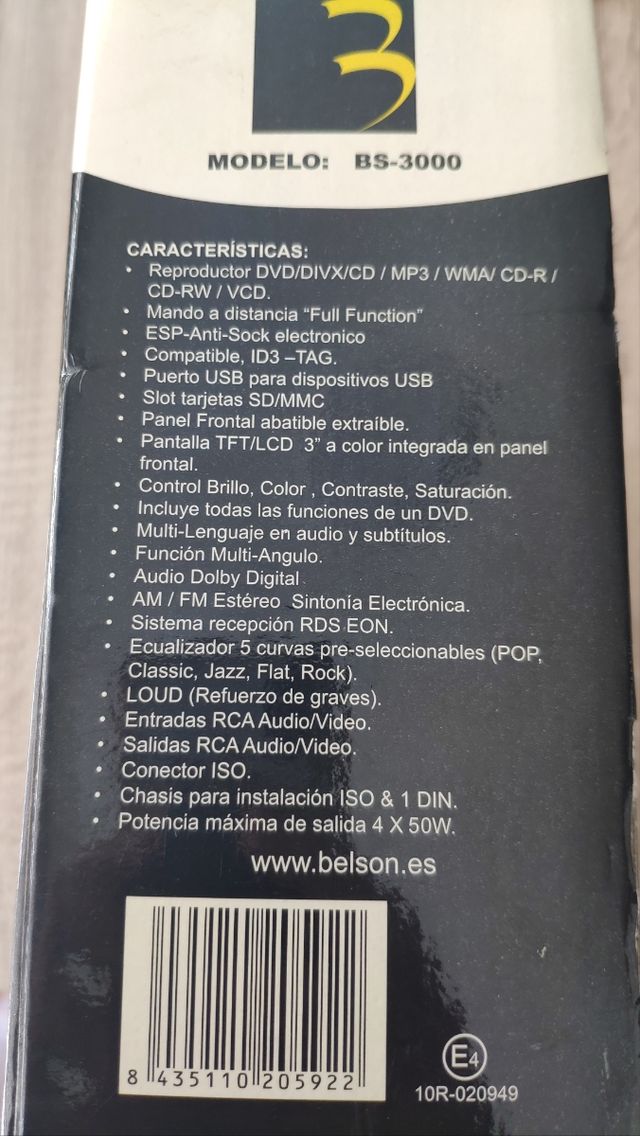 3
MODELO: BS-3000
CARACTERÍSTICAS:
• Reproductor DVD/DIVX/CD / MP3 / WMA/ CD-R /
CD-RW / VCD.
• Mando a distancia “Full Function”
• ESP-Anti-Sock electronico
• Compatible, ID3 –TAG.
• Puerto USB para dispositivos USB
• Slot tarjetas SD/MMC
• Panel Frontal abatible extraíble.
• Pantalla TFT/LCD 3” a color integrada en panel
frontal.
• Control Brillo, Color , Contraste, Saturación.
• Incluye todas las funciones de un DVD.
• Multi-Lenguaje en audio y subtítulos.
• Función Multi-Angulo.
• Audio Dolby Digital
• AM / FM Estéreo Sintonía Electrónica.
• Sistema recepción RDS EON.
• Ecualizador 5 curvas pre-seleccionables (POP,
Classic, Jazz, Flat, Rock).
• LOUD (Refuerzo de graves).
• Entradas RCA Audio/Video.
• Salidas RCA Audio/Video.
• Conector ISO.
• Chasis para instalación ISO & 1 DIN.
• Potencia máxima de salida 4 X 50W.
www.belson.es
8 435110 205922
E4
10R-020949